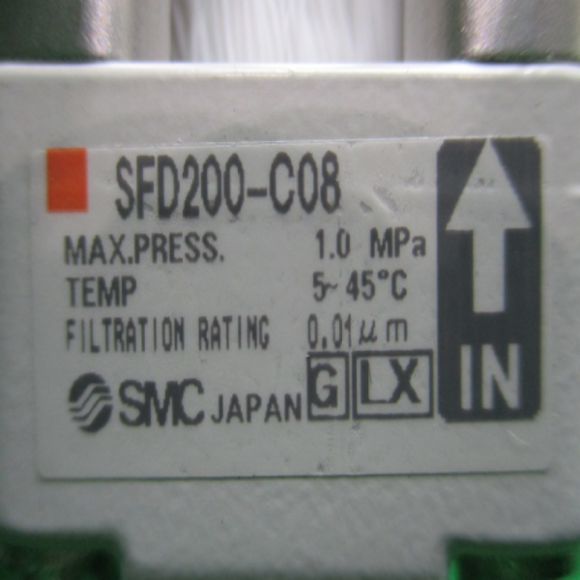 SFD200-C08
MAX.PRESS. 1.0 MPa
TEMP 5~45°C
FILTRATION RATING 0.01μm
SMC JAPAN G LX
IN